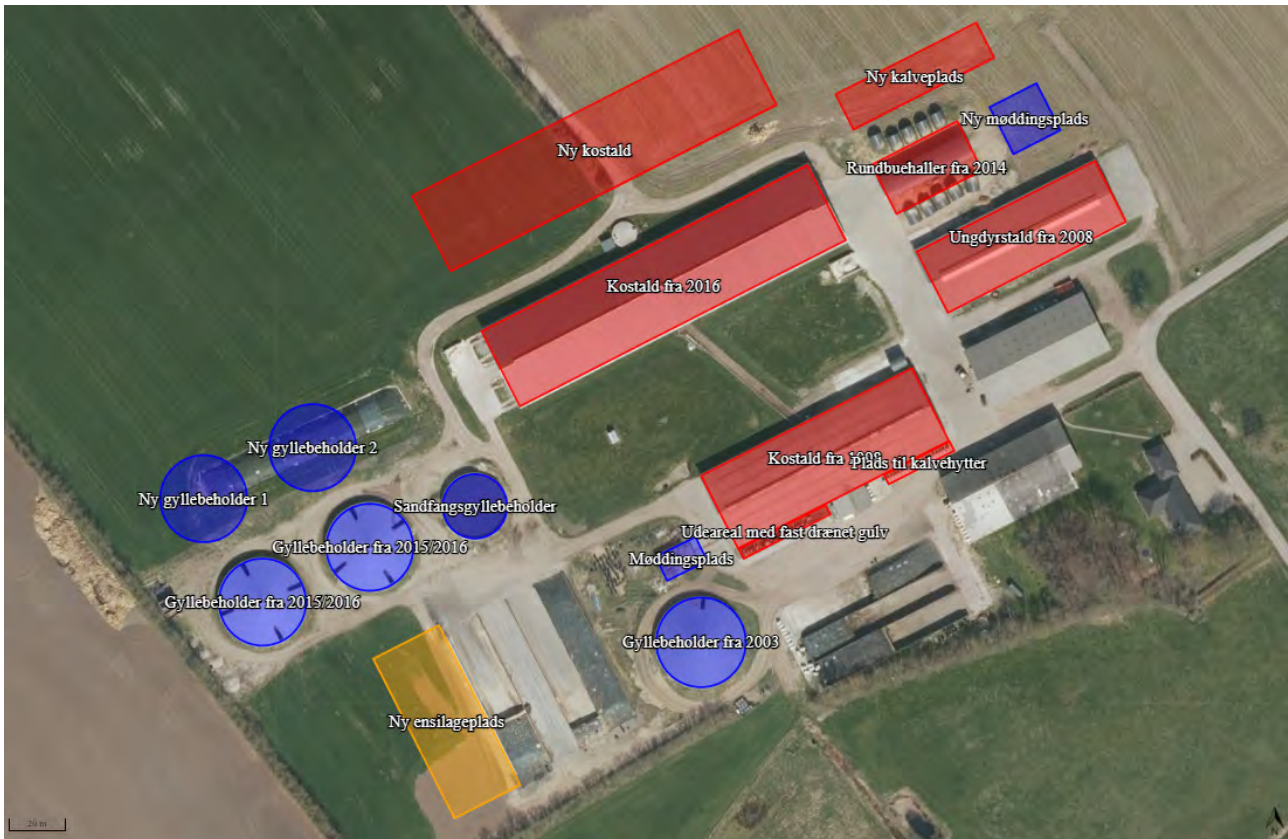 Ny kalveplads
Ny møddingsplads
Ny kostald
Rundbuehaller fra 2014
Ungdyrstald fra 2008
Kostald fra 2016
Ny gyllebeholder 2
Kostald fra 1998
Plads til kalvehytter
Ny gyllebeholder 1
Sandfangsgyllebeholder
Udeareal med fast drænet gulv
Gyllebeholder fra 2015/2016
Møddingsplads
Gyllebeholder fra 2015/2016
Gyllebeholder fra 2003
Ny ensilageplads
20 m